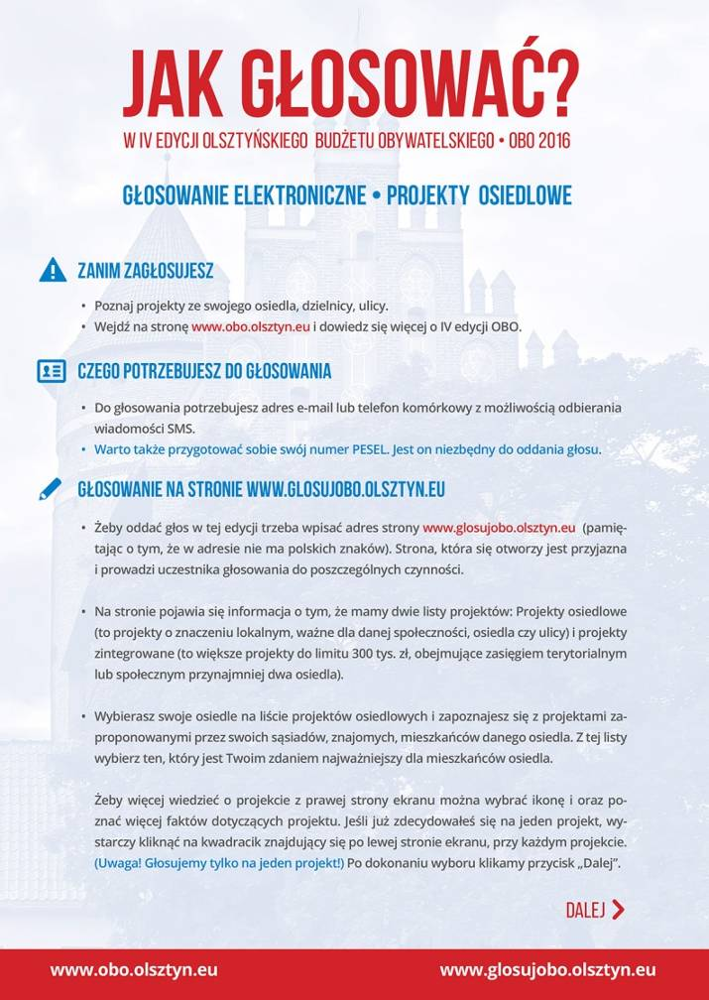 JAK GŁOSOWAĆ?
W IV EDYCJI OLSZTYŃSKIEGO BUDŻETU OBYWATELSKIEGO • OBO 2016
GŁOSOWANIE ELEKTRONICZNE • PROJEKTY OSIEDLOWE
ZANIM ZAGŁOSUJESZ
• Poznaj projekty ze swojego osiedla, dzielnicy, ulicy.
• Wejdź na stronę www.obo.olsztyn.eu i dowiedz się więcej o IV edycji OBO.
CZEGO POTRZEBUJESZ DO GŁOSOWANIA
• Do głosowania potrzebujesz adres e-mail lub telefon komórkowy z możliwością odbierania
wiadomości SMS.
• Warto także przygotować sobie swój numer PESEL. Jest on niezbędny do oddania głosu.
GŁOSOWANIE NA STRONIE WWW.GLOSUJOBO.OLSZTYN.EU
• Żeby oddać głos w tej edycji trzeba wpisać adres strony www.glosujobo.olsztyn.eu (pamię-
tając o tym, że w adresie nie ma polskich znaków). Strona, która się otworzy jest przyjazna
i prowadzi uczestnika głosowania do poszczególnych czynności.
• Na stronie pojawia się informacja o tym, że mamy dwie listy projektów: Projekty osiedlowe
(to projekty o znaczeniu lokalnym, ważne dla danej społeczności, osiedla czy ulicy) i projekty
zintegrowane (to większe projekty do limitu 300 tys. zł, obejmujące zasięgiem terytorialnym
lub społecznym przynajmniej dwa osiedla).
• Wybierasz swoje osiedle na liście projektów osiedlowych i zapoznajesz się z projektami za-
proponowanymi przez swoich sąsiadów, znajomych, mieszkańców danego osiedla. Z tej listy
wybierz ten, który jest Twoim zdaniem najważniejszy dla mieszkańców osiedla.
Żeby więcej wiedzieć o projekcie z prawej strony ekranu można wybrać ikonę i oraz po-
znać więcej faktów dotyczących projektu. Jeśli już zdecydowałeś się na jeden projekt, wy-
starczy kliknąć na kwadracik znajdujący się po lewej stronie ekranu, przy każdym projekcie.
(Uwaga! Głosujemy tylko na jeden projekt!) Po dokonaniu wyboru klikamy przycisk „Dalej”.
DALEJ
www.obo.olsztyn.eu
www.glosujobo.olsztyn.eu